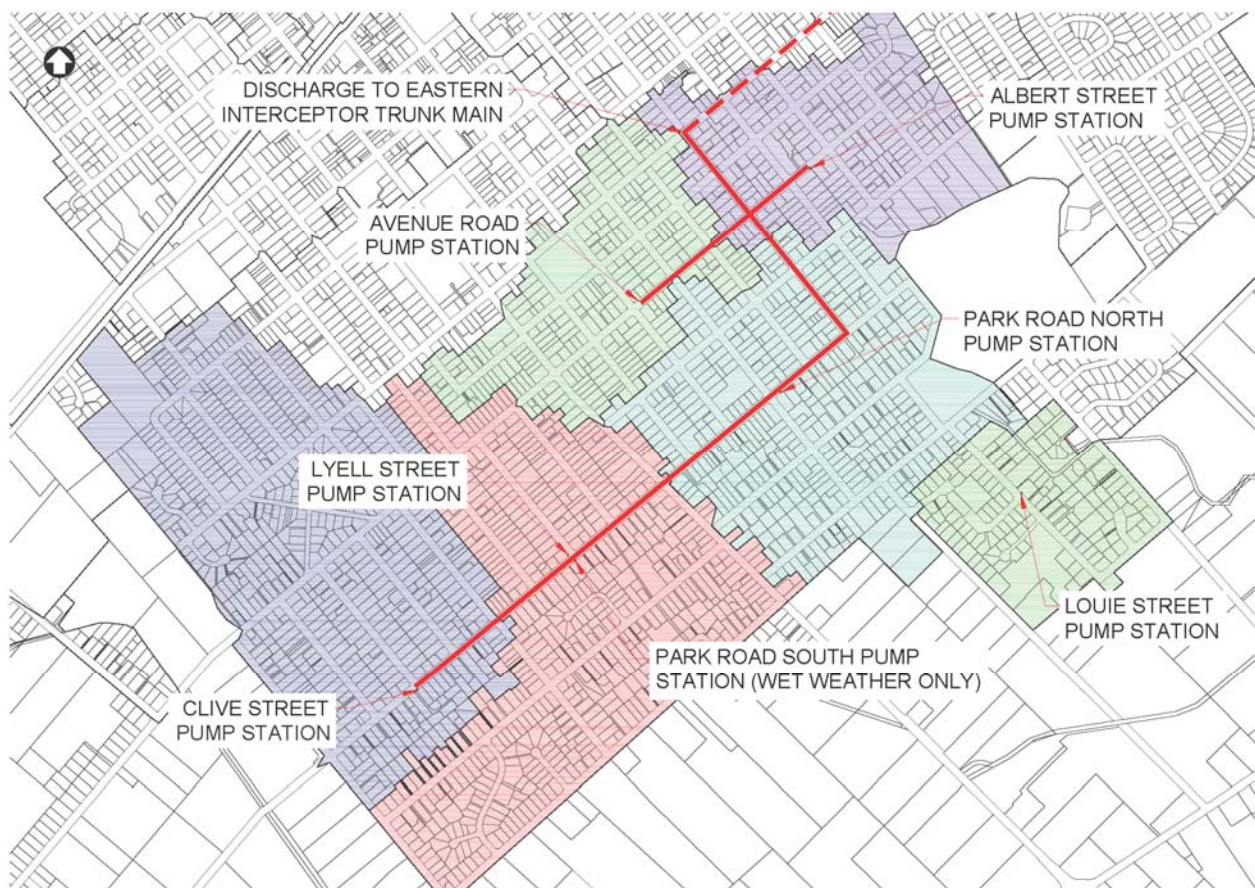 DISCHARGE TO EASTERN
INTERCEPTOR TRUNK MAIN
ALBERT STREET
PUMP STATION
AVENUE ROAD
PUMP STATION
PARK ROAD NORTH
PUMP STATION
LYELL STREET
PUMP STATION
LOUIE STREET
PUMP STATION
PARK ROAD SOUTH PUMP
STATION (WET WEATHER ONLY)
CLIVE STREET
PUMP STATION